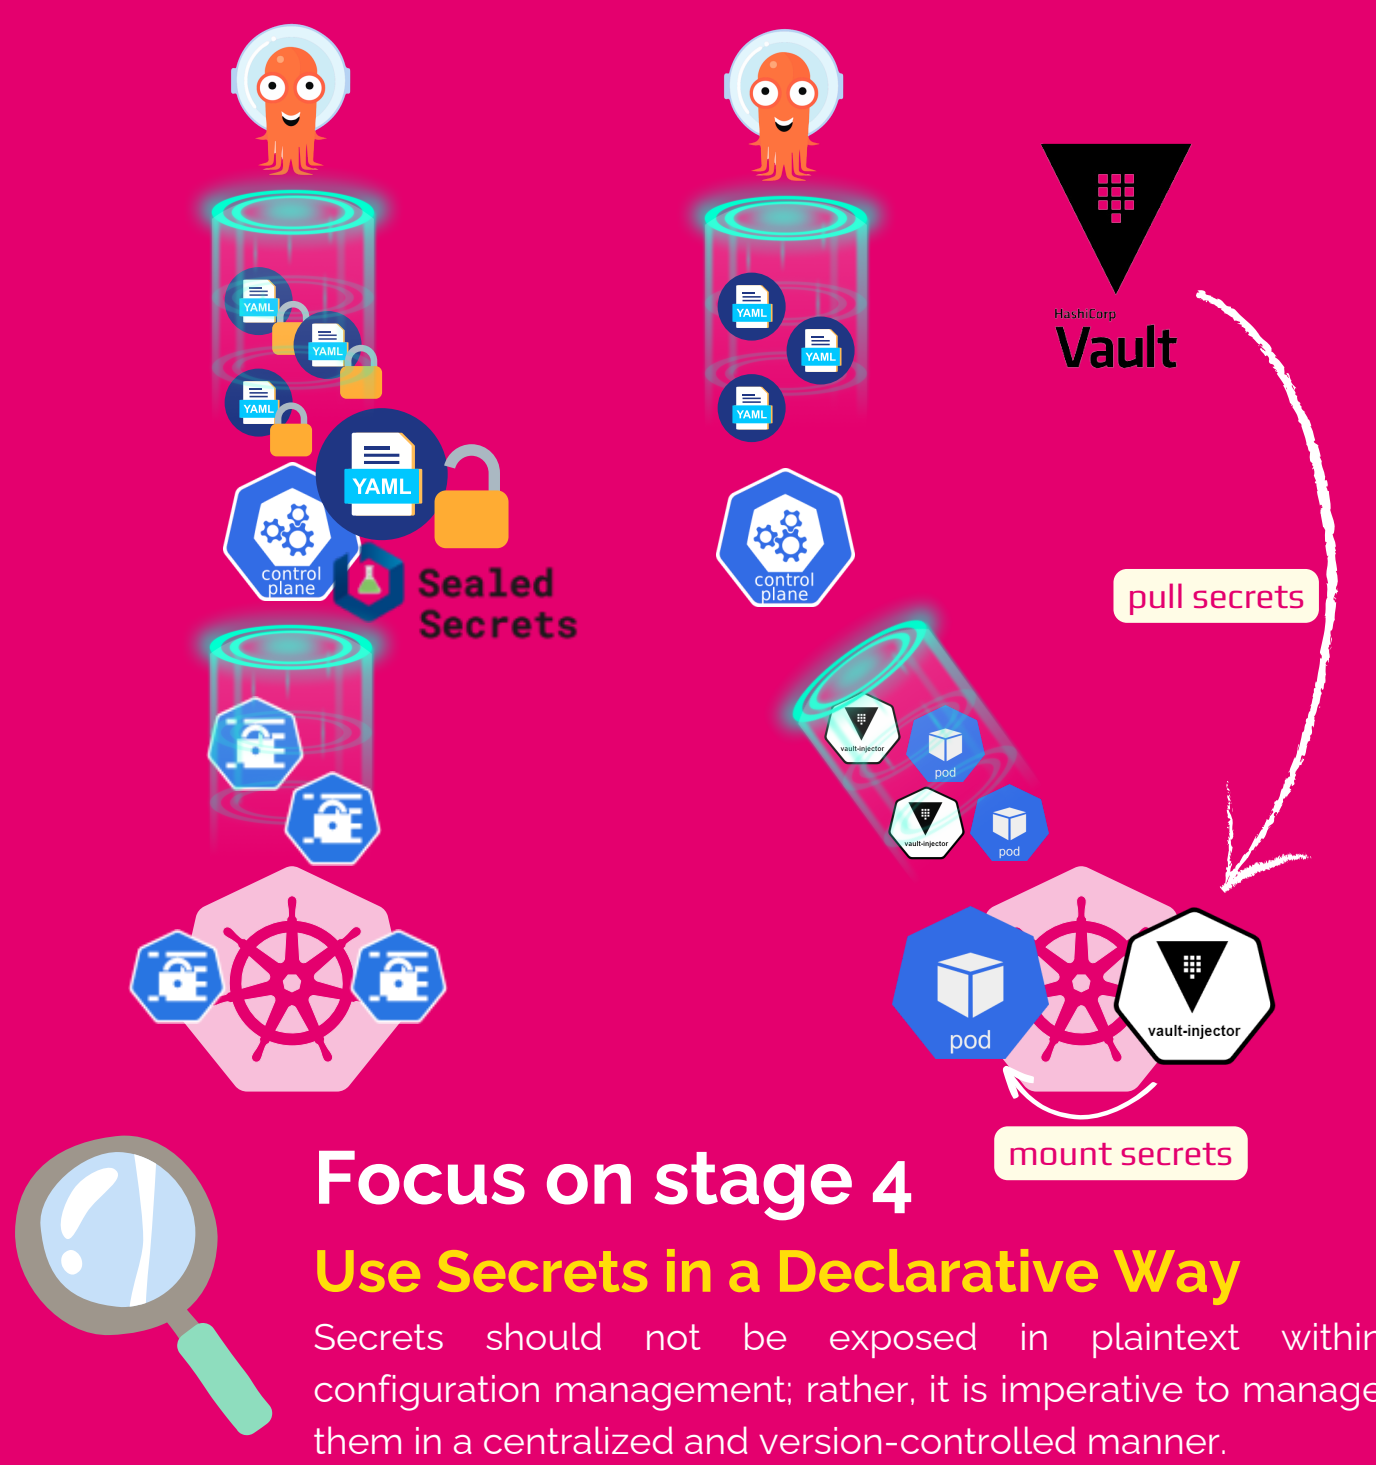 YAML
YAML
YAML
YAML
control
plane
Sealed
Secrets
YAML
YAML
YAML
control
plane
HashiCorp
Vault
pull secrets
vault-injector
pod
vault-injector
pod
pod
vault-injector
mount secrets
Focus on stage 4
Use Secrets in a Declarative Way
Secrets should not be exposed in plaintext within
configuration management; rather, it is imperative to manage
them in a centralized and version-controlled manner.